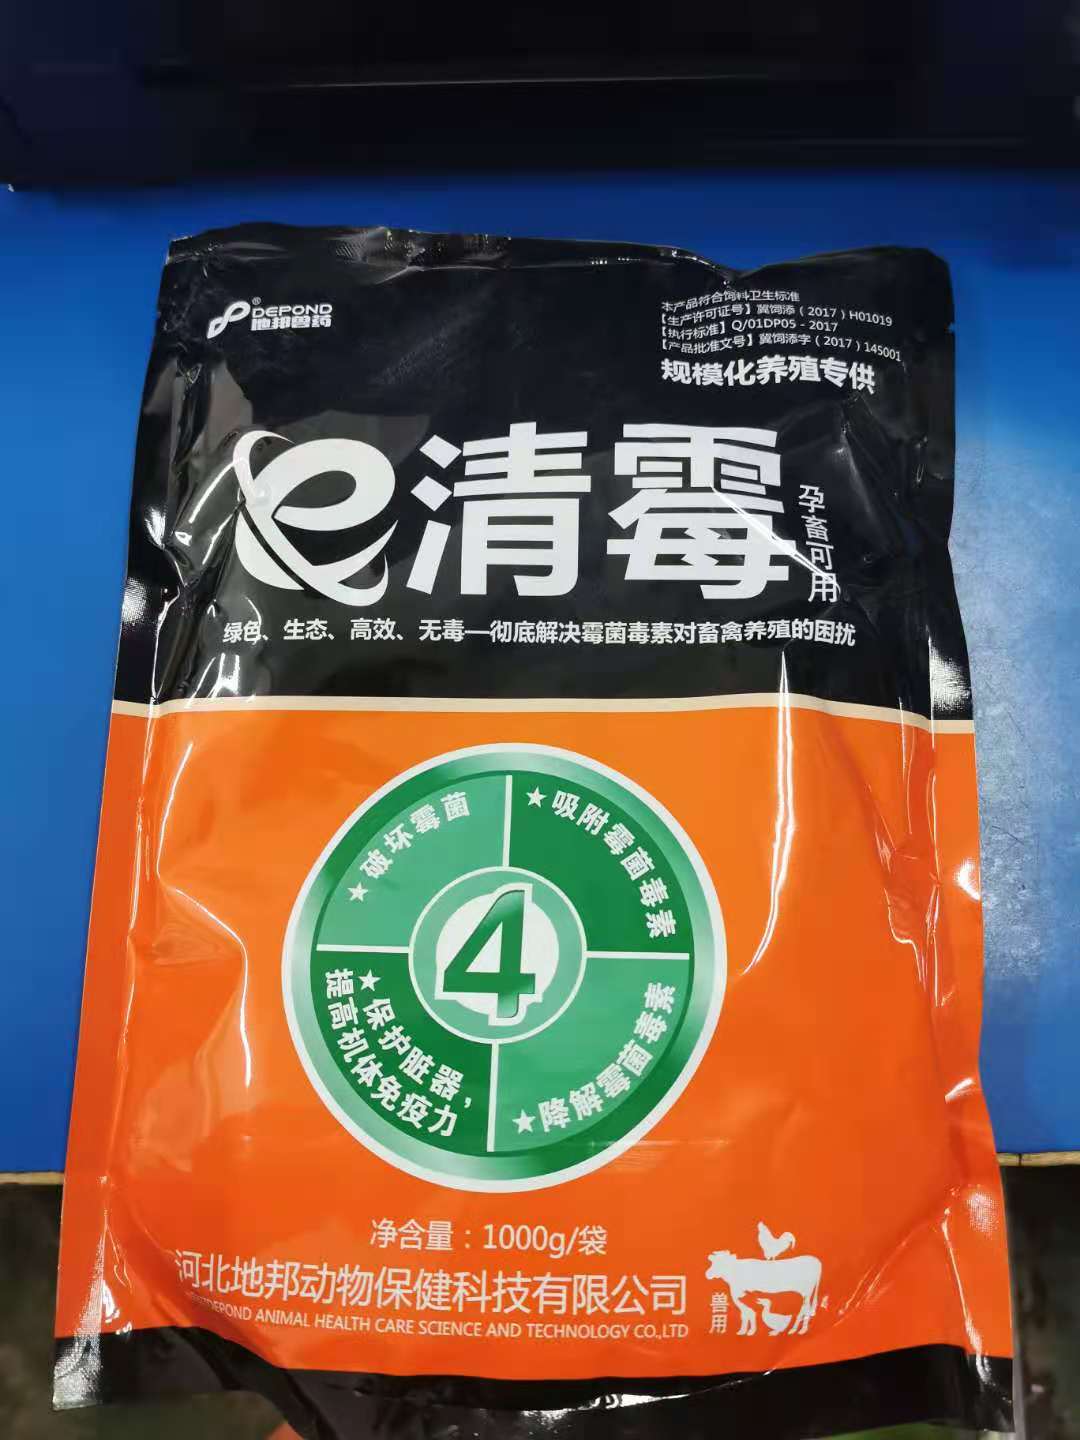 ® DEPOND
地邦兽药
本产品符合饲料卫生标准
【生产许可证号】冀饲添（2017）H01019
【执行标准】Q/01DP05 - 2017
【产品批准文号】冀饲添字（2017）145001
规模化养殖专供
e清霉
孕畜可用
绿色、生态、高效、无毒—彻底解决霉菌毒素对畜禽养殖的困扰
★破坏霉菌
★吸附霉菌毒素
4
★保护脏器，
提高机体免疫力
★降解霉菌毒素
净含量：1000g/袋
河北地邦动物保健科技有限公司
DEPOND ANIMAL HEALTH CARE SCIENCE AND TECHNOLOGY CO.,LTD
兽用